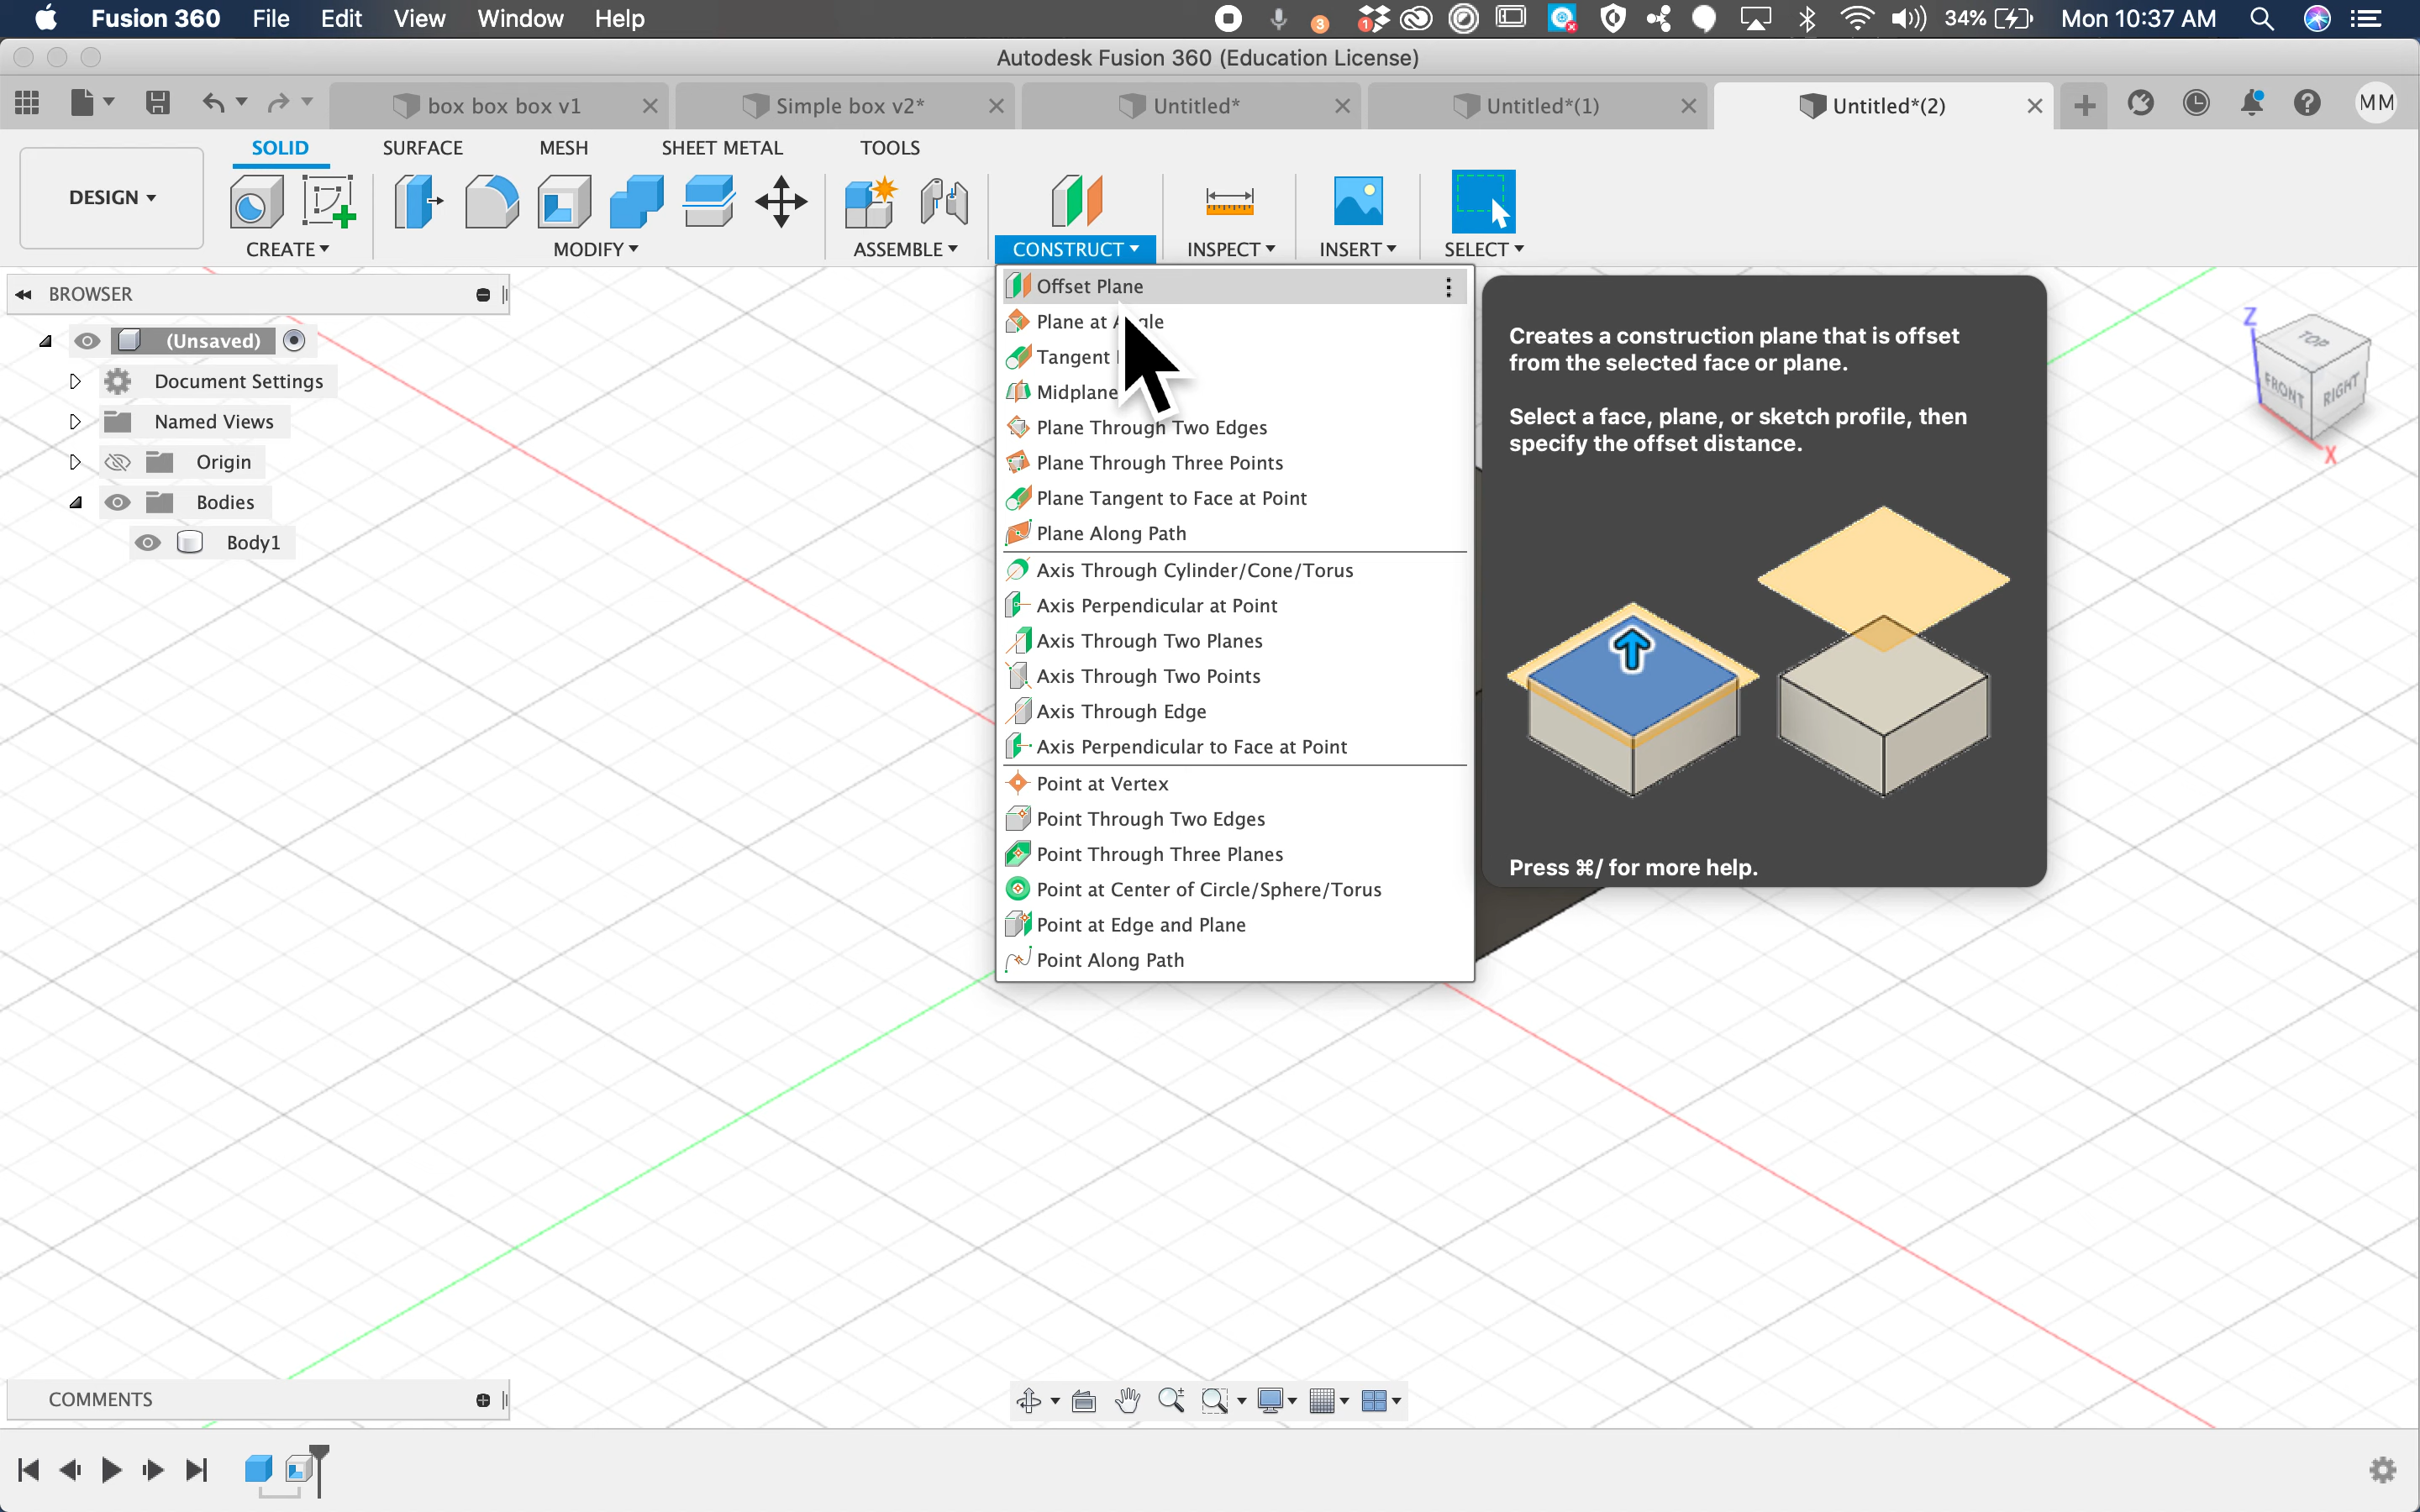 Fusion 360 File Edit View Window Help 3 1 34% Mon 10:37 AM
Autodesk Fusion 360 (Education License)
box box box v1 Simple box v2* Untitled* Untitled*(1) Untitled*(2) MM
SOLID SURFACE MESH SHEET METAL TOOLS
DESIGN
CREATE MODIFY ASSEMBLE CONSTRUCT INSPECT INSERT SELECT
BROWSER
(Unsaved)
Document Settings
Named Views
Origin
Bodies
Body1
Offset Plane
Plane at
Tangent
Midplane
Plane Through Two Edges
Plane Through Three Points
Plane Tangent to Face at Point
Plane Along Path
Axis Through Cylinder/Cone/Torus
Axis Perpendicular at Point
Axis Through Two Planes
Axis Through Two Points
Axis Through Edge
Axis Perpendicular to Face at Point
Point at Vertex
Point Through Two Edges
Point Through Three Planes
Point at Center of Circle/Sphere/Torus
Point at Edge and Plane
Point Along Path
Creates a construction plane that is offset
from the selected face or plane.
Select a face, plane, or sketch profile, then
specify the offset distance.
Press ⌘/ for more help.
Z
TOP
FRONT RIGHT
X
COMMENTS